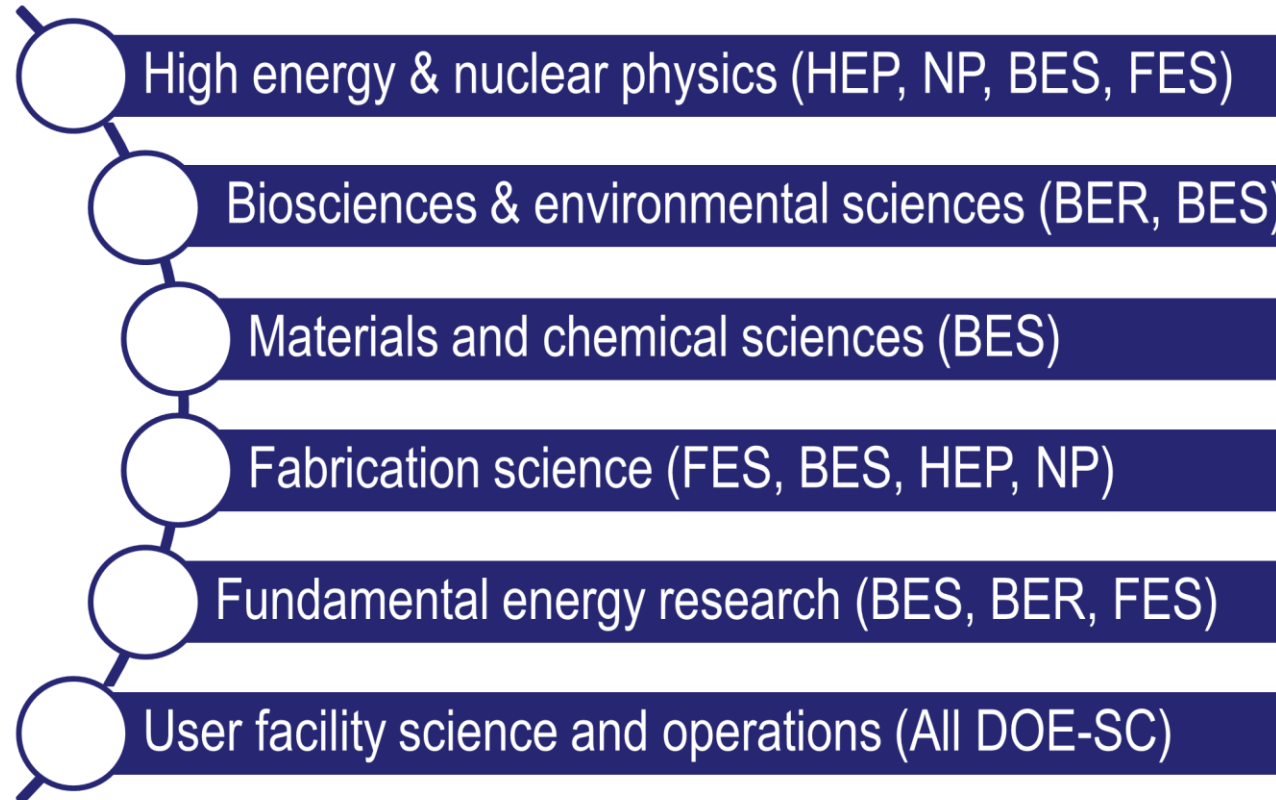 High energy & nuclear physics (HEP, NP, BES, FES)
Biosciences & environmental sciences (BER, BES)
Materials and chemical sciences (BES)
Fabrication science (FES, BES, HEP, NP)
Fundamental energy research (BES, BER, FES)
User facility science and operations (All DOE-SC)